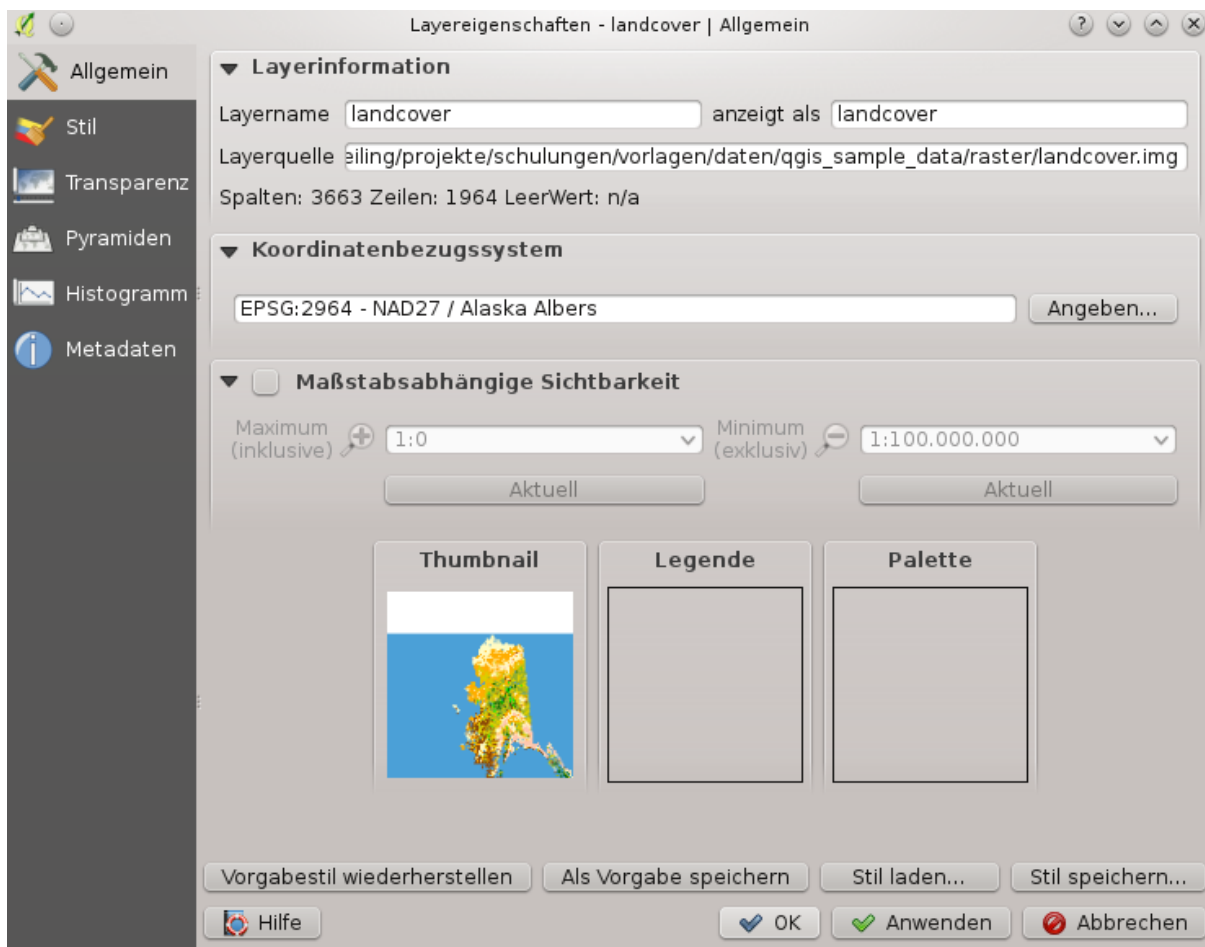 Layereigenschaften - landcover | Allgemein
Allgemein
Stil
Transparenz
Pyramiden
Histogramm
Metadaten
Layerinformation
Layername landcover anzeigt als landcover
Layerquelle eiling/projekte/schulungen/vorlagen/daten/qgis_sample_data/raster/landcover.img
Spalten: 3663 Zeilen: 1964 LeerWert: n/a
Koordinatenbezugssystem
EPSG:2964 - NAD27 / Alaska Albers Angeben...
Maßstabsabhängige Sichtbarkeit
Maximum (inklusive) 1:0 Minimum (exklusiv) 1:100.000.000
Aktuell Aktuell
Thumbnail Legende Palette
Vorgabestil wiederherstellen Als Vorgabe speichern Stil laden... Stil speichern...
Hilfe OK Anwenden Abbrechen